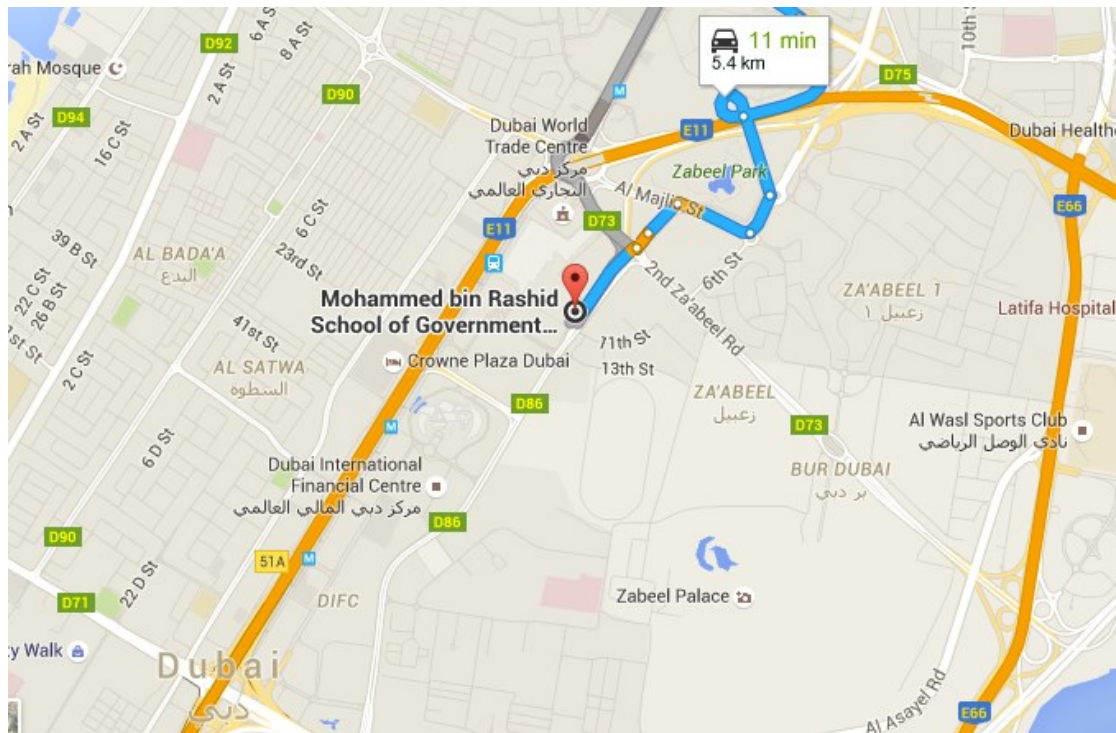 D92
6 A St
8 A St
10th St
11 min
5.4 km
D75
rah Mosque
2 A St
D90
M
D94
2 A St
16 C St
Dubai World
Trade Centre
مركز دبي
التجاري العالمي
E11
Dubai Healthc
Zabeel Park
Al Majlis St
E66
6 C St
D73
E11
39 B St
AL BADA'A
البدع
23rd St
22 C St
26 B St
2nd Za'abeel Rd
6th St
ZA'ABEEL 1
زعبيل ١
Latifa Hospital
Mohammed bin Rashid
School of Government...
41st St
2 C St
11th St
13th St
AL SATWA
السطوة
Crowne Plaza Dubai
ZA'ABEEL
زعبيل
D86
D73
Al Wasl Sports Club
نادي الوصل الرياضي
M
6 D St
BUR DUBAI
بر دبي
Dubai International
Financial Centre
مركز دبي المالي العالمي
D86
D90
51A
M
22 D St
DIFC
Zabeel Palace
D71
ty Walk
Dubai
دبي
Al Asayel Rd
E66